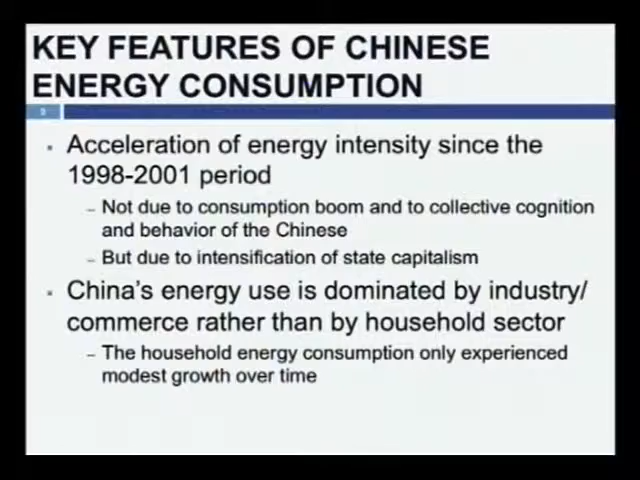 KEY FEATURES OF CHINESE
ENERGY CONSUMPTION
9
Acceleration of energy intensity since the
1998-2001 period
– Not due to consumption boom and to collective cognition
and behavior of the Chinese
– But due to intensification of state capitalism
China's energy use is dominated by industry/
commerce rather than by household sector
– The household energy consumption only experienced
modest growth over time